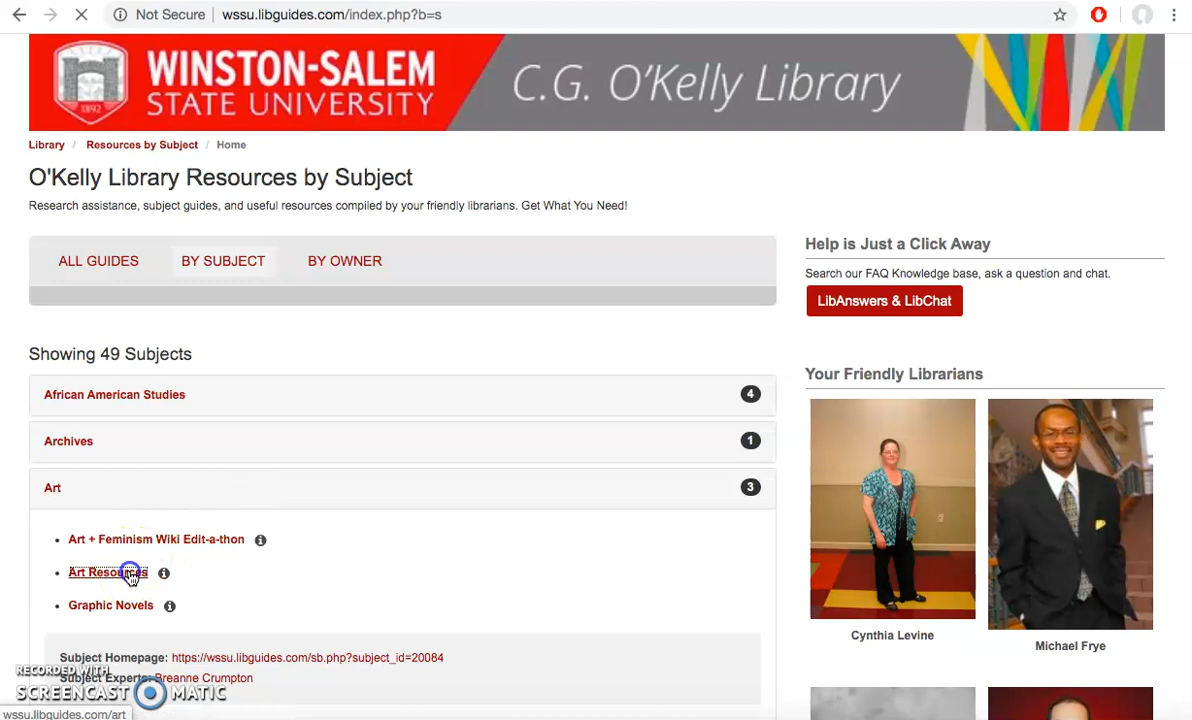 Not Secure wssu.libguides.com/index.php?b=s
WINSTON-SALEM
STATE UNIVERSITY
1892
C.G. O'Kelly Library
Library / Resources by Subject / Home
O'Kelly Library Resources by Subject
Research assistance, subject guides, and useful resources compiled by your friendly librarians. Get What You Need!
ALL GUIDES BY SUBJECT BY OWNER
Help is Just a Click Away
Search our FAQ Knowledge base, ask a question and chat.
LibAnswers & LibChat
Showing 49 Subjects
African American Studies 4
Archives 1
Art 3
• Art + Feminism Wiki Edit-a-thon
• Art Resources
• Graphic Novels
Subject Homepage: https://wssu.libguides.com/sb.php?subject_id=20084
Subject Experts: Breanne Crumpton
Your Friendly Librarians
Cynthia Levine
Michael Frye
RECORDED WITH
SCREENCAST MATIC
wssu.libguides.com/art